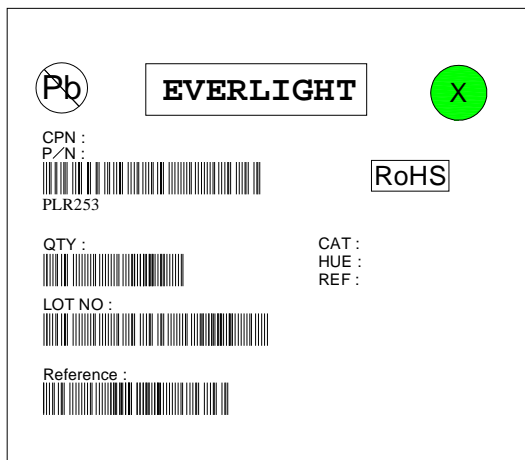 Pb
EVERLIGHT
X
CPN :
P/N :
RoHS
PLR253
QTY :
CAT :
HUE :
REF :
LOT NO :
Reference :